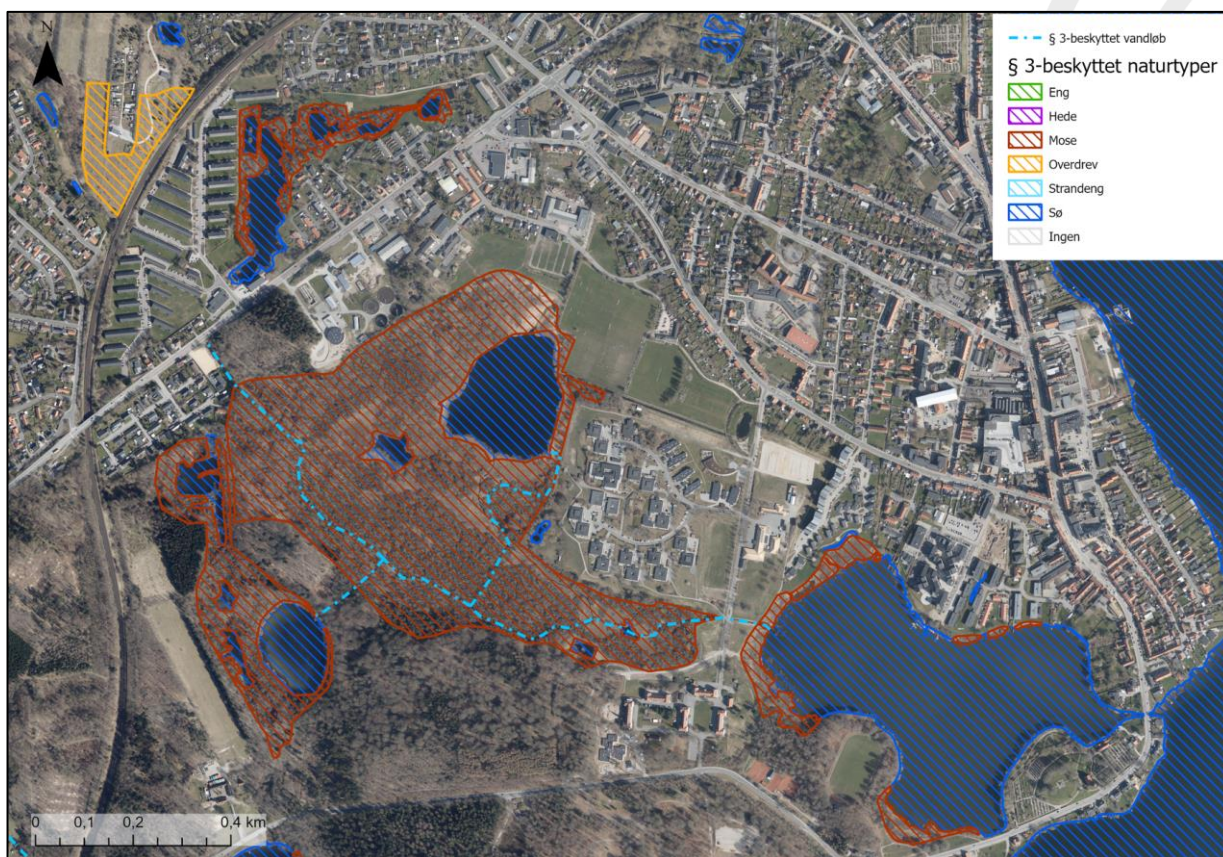 N
§ 3-beskyttet vandløb
§ 3-beskyttet naturtyper
Eng
Hede
Mose
Overdrev
Strandeng
Sø
Ingen
0 0,1 0,2 0,4 km